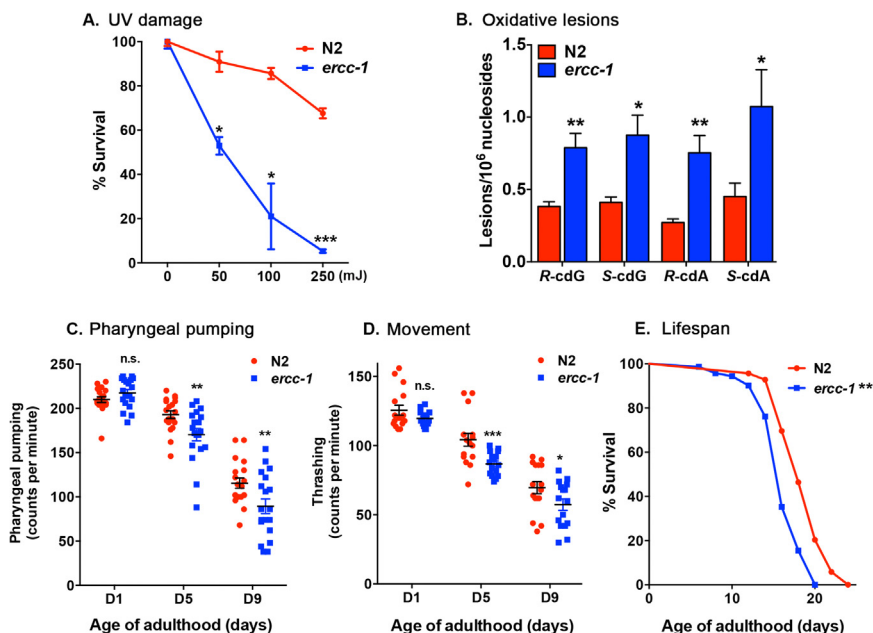 A. UV damage
100
80
60
40
20
0
% Survival
N2
ercc-1
*
*
***
0 50 100 250 (mJ)
B. Oxidative lesions
1.5
1.0
0.5
0.0
Lesions/10⁶ nucleosides
N2
ercc-1
**
*
**
*
R-cdG S-cdG R-cdA S-cdA
C. Pharyngeal pumping
250
200
150
100
50
0
Pharyngeal pumping
(counts per minute)
N2
ercc-1
n.s.
**
**
D1 D5 D9
Age of adulthood (days)
D. Movement
150
100
50
0
Thrashing
(counts per minute)
N2
ercc-1
n.s.
***
*
D1 D5 D9
Age of adulthood (days)
E. Lifespan
100
80
60
40
20
0
% Survival
N2
ercc-1 **
0 10 20
Age of adulthood (days)